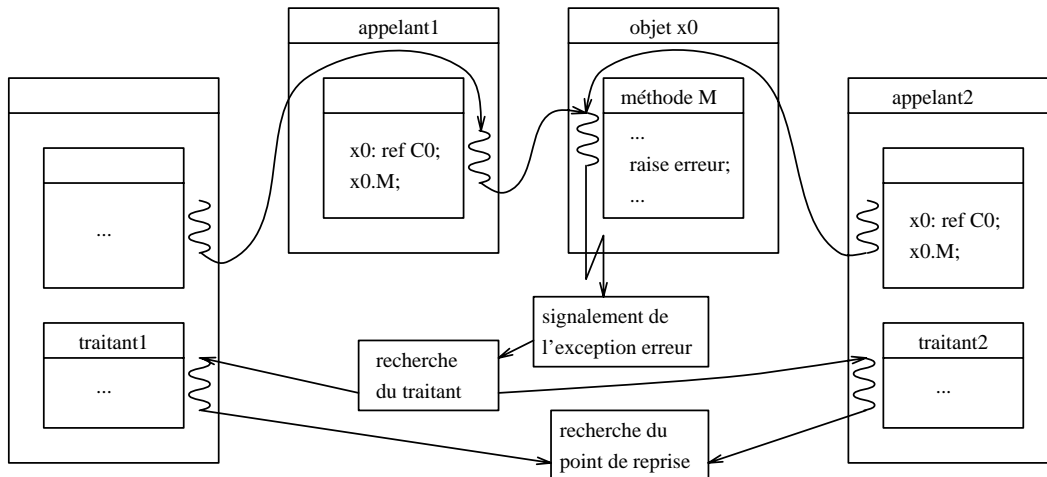 appelant1
objet x0
méthode M
appelant2
x0: ref C0;
x0.M;
...
raise erreur;
...
...
x0: ref C0;
x0.M;
signalement de
l'exception erreur
traitant1
recherche
du traitant
traitant2
...
...
recherche du
point de reprise